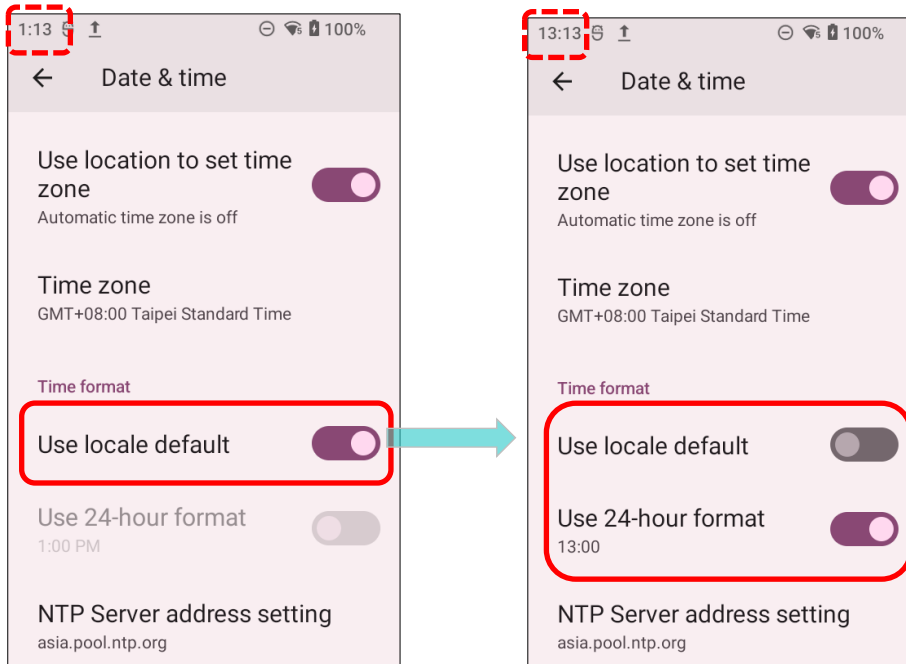 1:13
100%
Date & time
Use location to set time
zone
Automatic time zone is off
Time zone
GMT+08:00 Taipei Standard Time
Time format
Use locale default
Use 24-hour format
1:00 PM
NTP Server address setting
asia.pool.ntp.org
13:13
100%
Date & time
Use location to set time
zone
Automatic time zone is off
Time zone
GMT+08:00 Taipei Standard Time
Time format
Use locale default
Use 24-hour format
13:00
NTP Server address setting
asia.pool.ntp.org